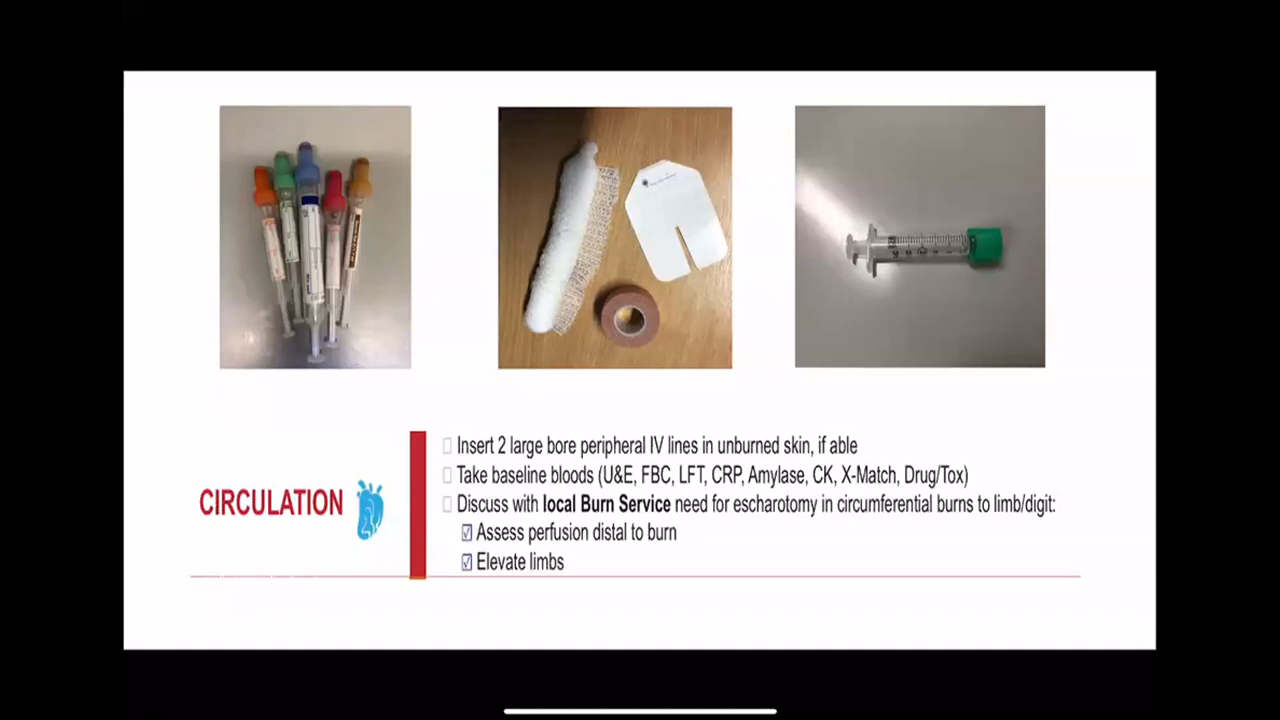 CIRCULATION
Insert 2 large bore peripheral IV lines in unburned skin, if able
Take baseline bloods (U&E, FBC, LFT, CRP, Amylase, CK, X-Match, Drug/Tox)
Discuss with local Burn Service need for escharotomy in circumferential burns to limb/digit:
Assess perfusion distal to burn
Elevate limbs